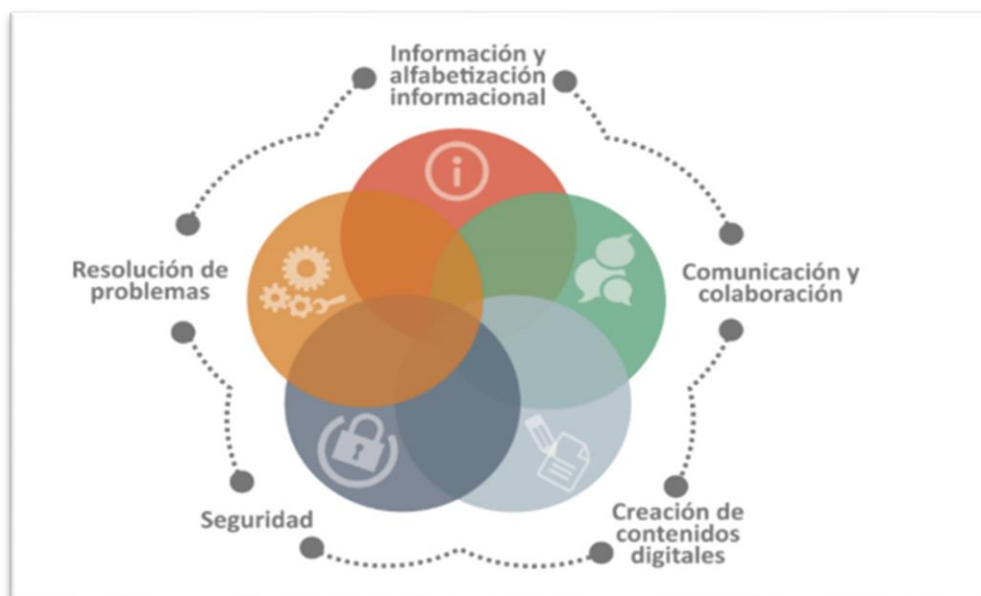 Información y
alfabetización
informacional
Resolución de
problemas
Comunicación y
colaboración
Seguridad
Creación de
contenidos
digitales